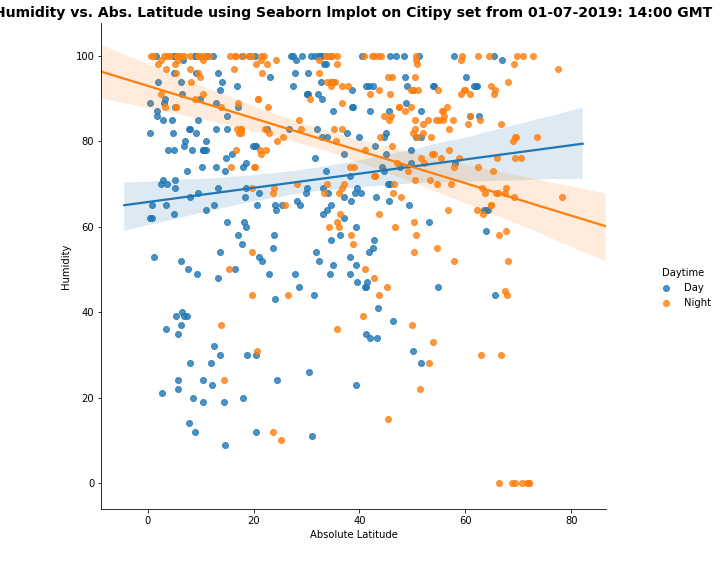 Humidity vs. Abs. Latitude using Seaborn lmplot on Citipy set from 01-07-2019: 14:00 GMT
100
80
60
40
20
0
Humidity
0 20 40 60 80
Absolute Latitude
Daytime
Day
Night